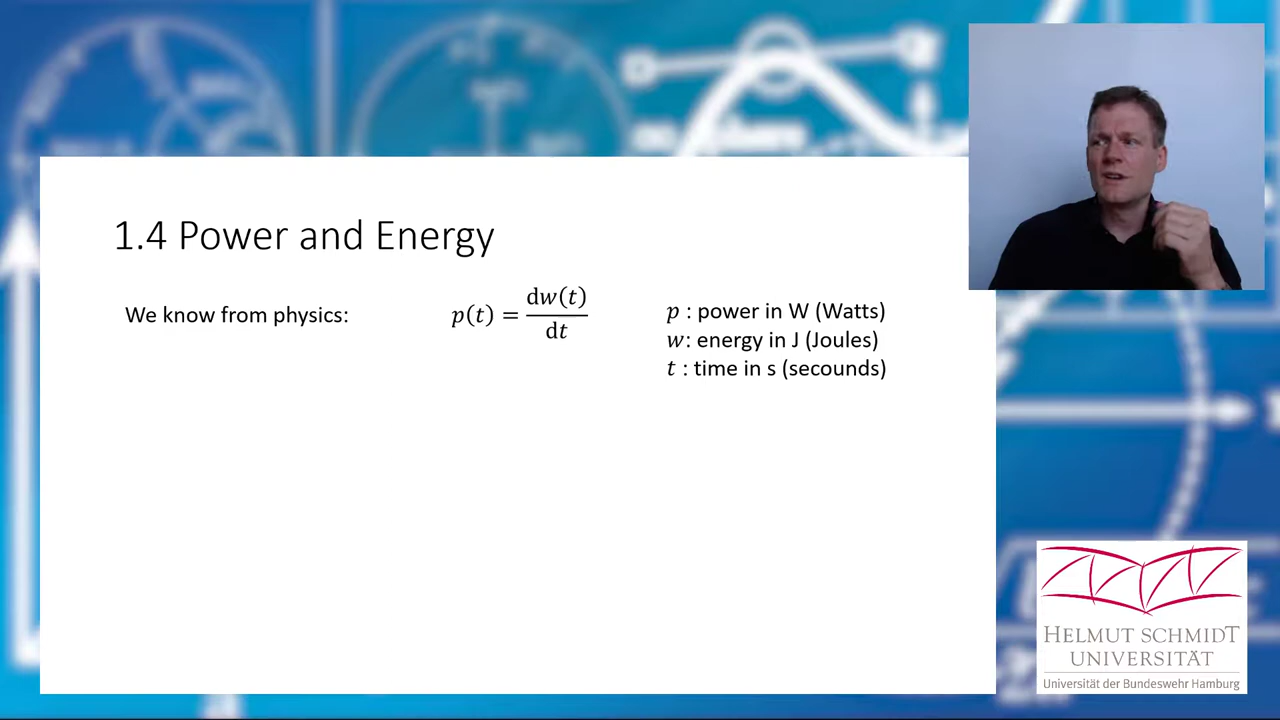 1.4 Power and Energy
We know from physics:
p(t) = dw(t)/dt
p : power in W (Watts)
w: energy in J (Joules)
t : time in s (secounds)
HELMUT SCHMIDT
UNIVERSITÄT
Universität der Bundeswehr Hamburg